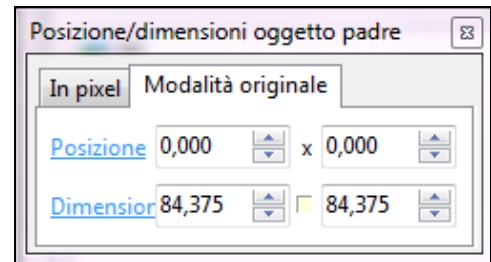 Posizione/dimensioni oggetto padre
In pixel Modalità originale
Posizione 0,000 x 0,000
Dimension 84,375 84,375